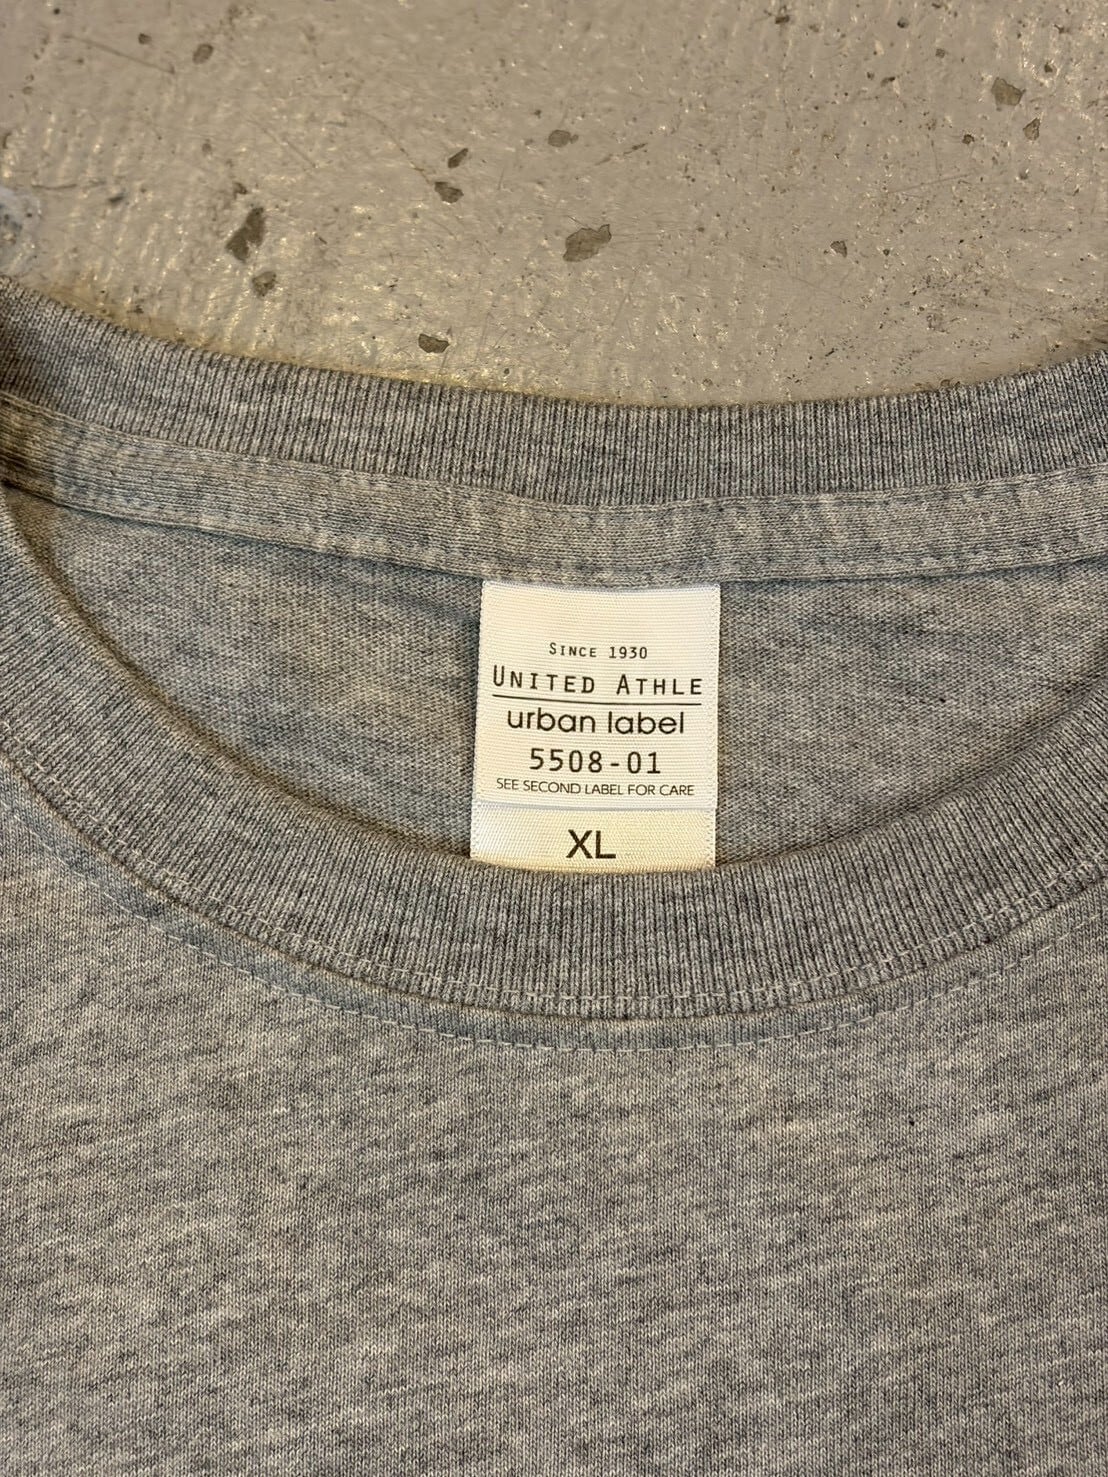 SINCE 1930
UNITED ATHLE
urban label
5508-01
SEE SECOND LABEL FOR CARE
XL